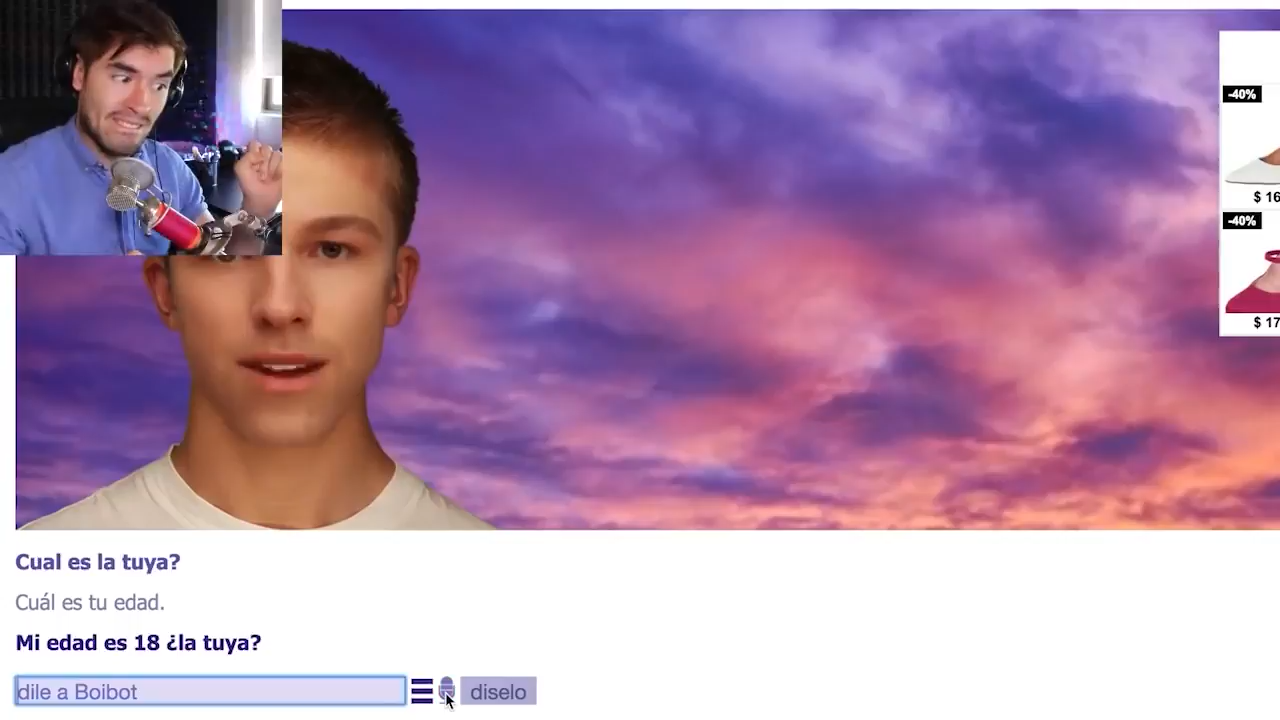 -40%
$ 16
-40%
$ 17
Cual es la tuya?
Cuál es tu edad.
Mi edad es 18 ¿la tuya?
dile a Boibot
diselo